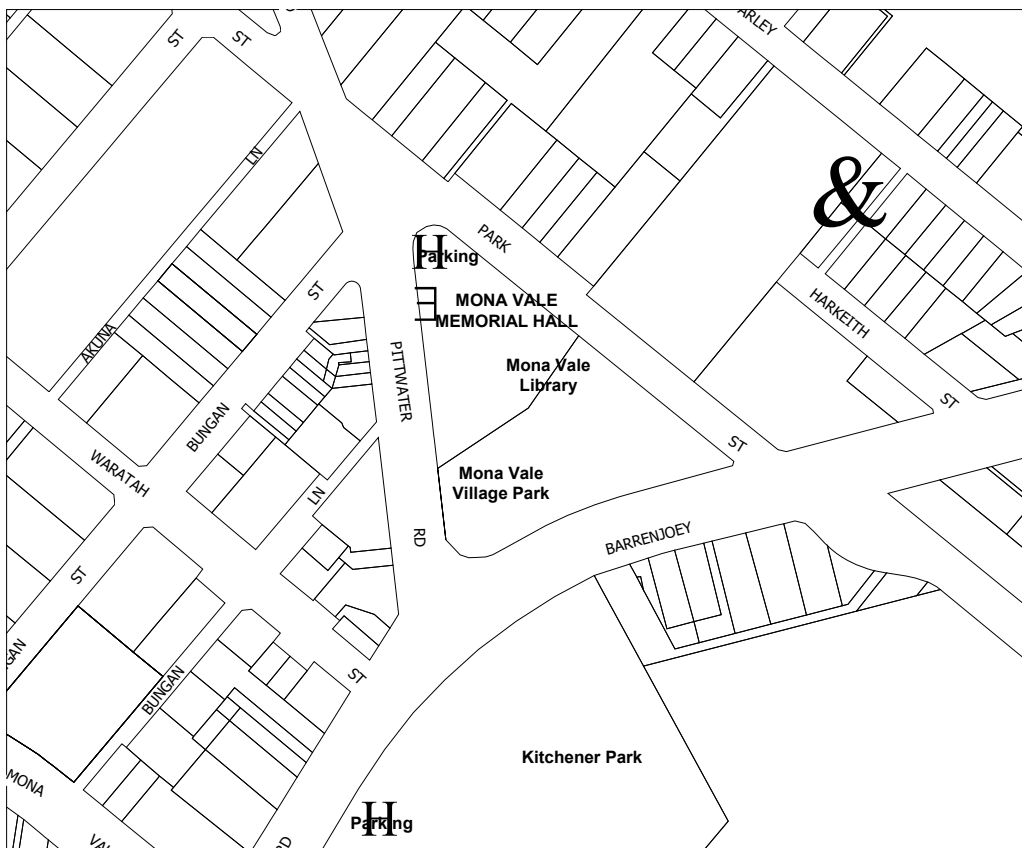 ST
ST
ARLEY
LN
&
PARK
H
Parking
ST
MONA VALE
MEMORIAL HALL
HARKEITH
AKUNA
PITTWATER
Mona Vale
Library
ST
BUNGAN
ST
WARATAH
Mona Vale
Village Park
LN
RD
BARRENJOEY
ST
GAN
BUNGAN
ST
Kitchener Park
MONA
H
Parking
VAL
RD